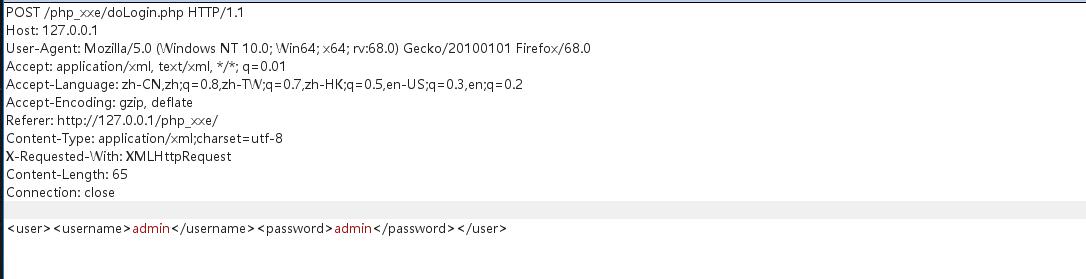 POST /php_xxe/doLogin.php HTTP/1.1
Host: 127.0.0.1
User-Agent: Mozilla/5.0 (Windows NT 10.0; Win64; x64; rv:68.0) Gecko/20100101 Firefox/68.0
Accept: application/xml, text/xml, */*; q=0.01
Accept-Language: zh-CN,zh;q=0.8,zh-TW;q=0.7,zh-HK;q=0.5,en-US;q=0.3,en;q=0.2
Accept-Encoding: gzip, deflate
Referer: http://127.0.0.1/php_xxe/
Content-Type: application/xml;charset=utf-8
X-Requested-With: XMLHttpRequest
Content-Length: 65
Connection: close
<user><username>admin</username><password>admin</password></user>